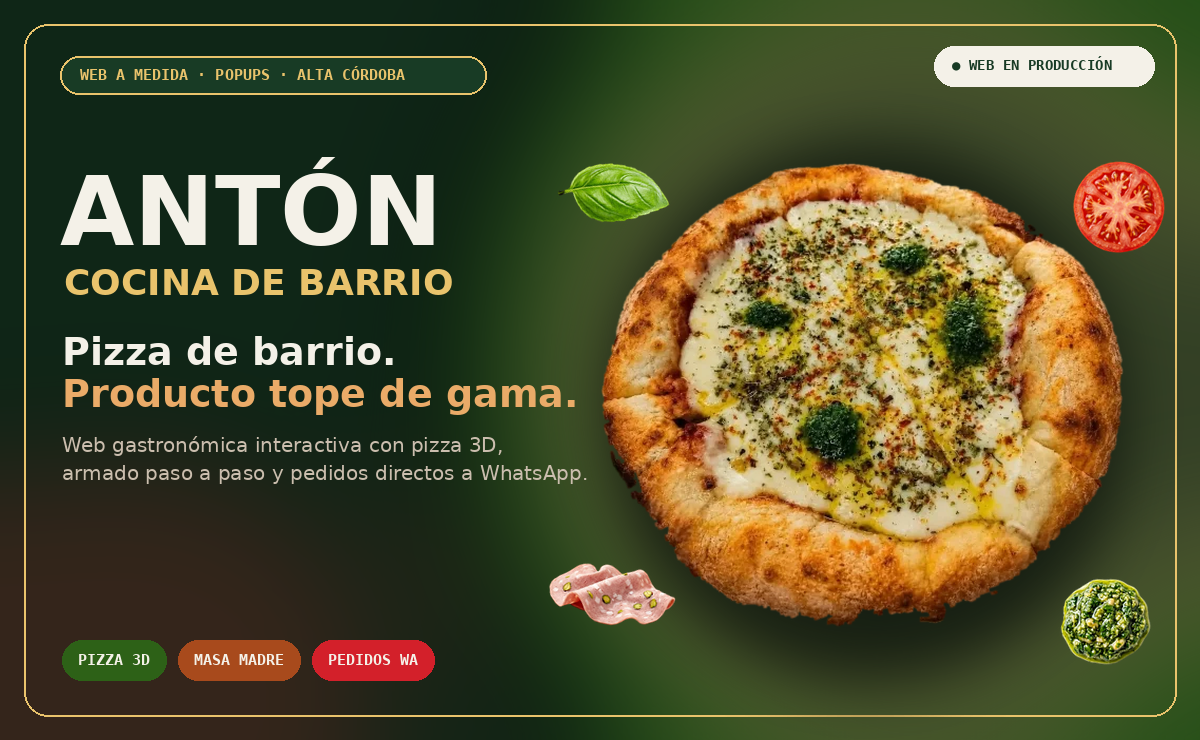 WEB A MEDIDA · POPUPS · ALTA CÓRDOBA
● WEB EN PRODUCCIÓN
ANTÓN
COCINA DE BARRIO
Pizza de barrio.
Producto tope de gama.
Web gastronómica interactiva con pizza 3D,
armado paso a paso y pedidos directos a WhatsApp.
PIZZA 3D
MASA MADRE
PEDIDOS WA